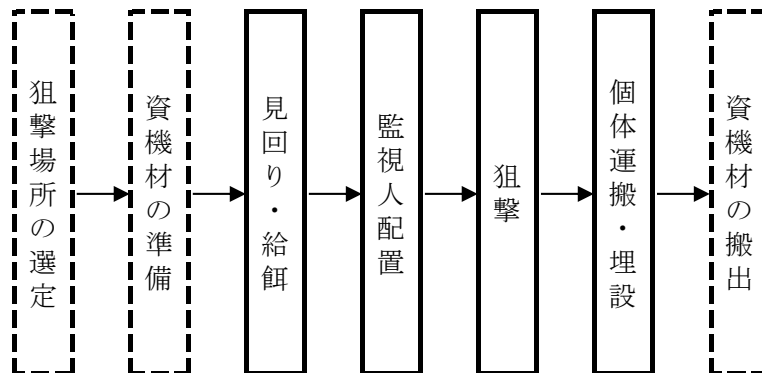 狙撃場所の選定
資機材の準備
見回り・給餌
監視人配置
狙撃
個体運搬・埋設
資機材の搬出